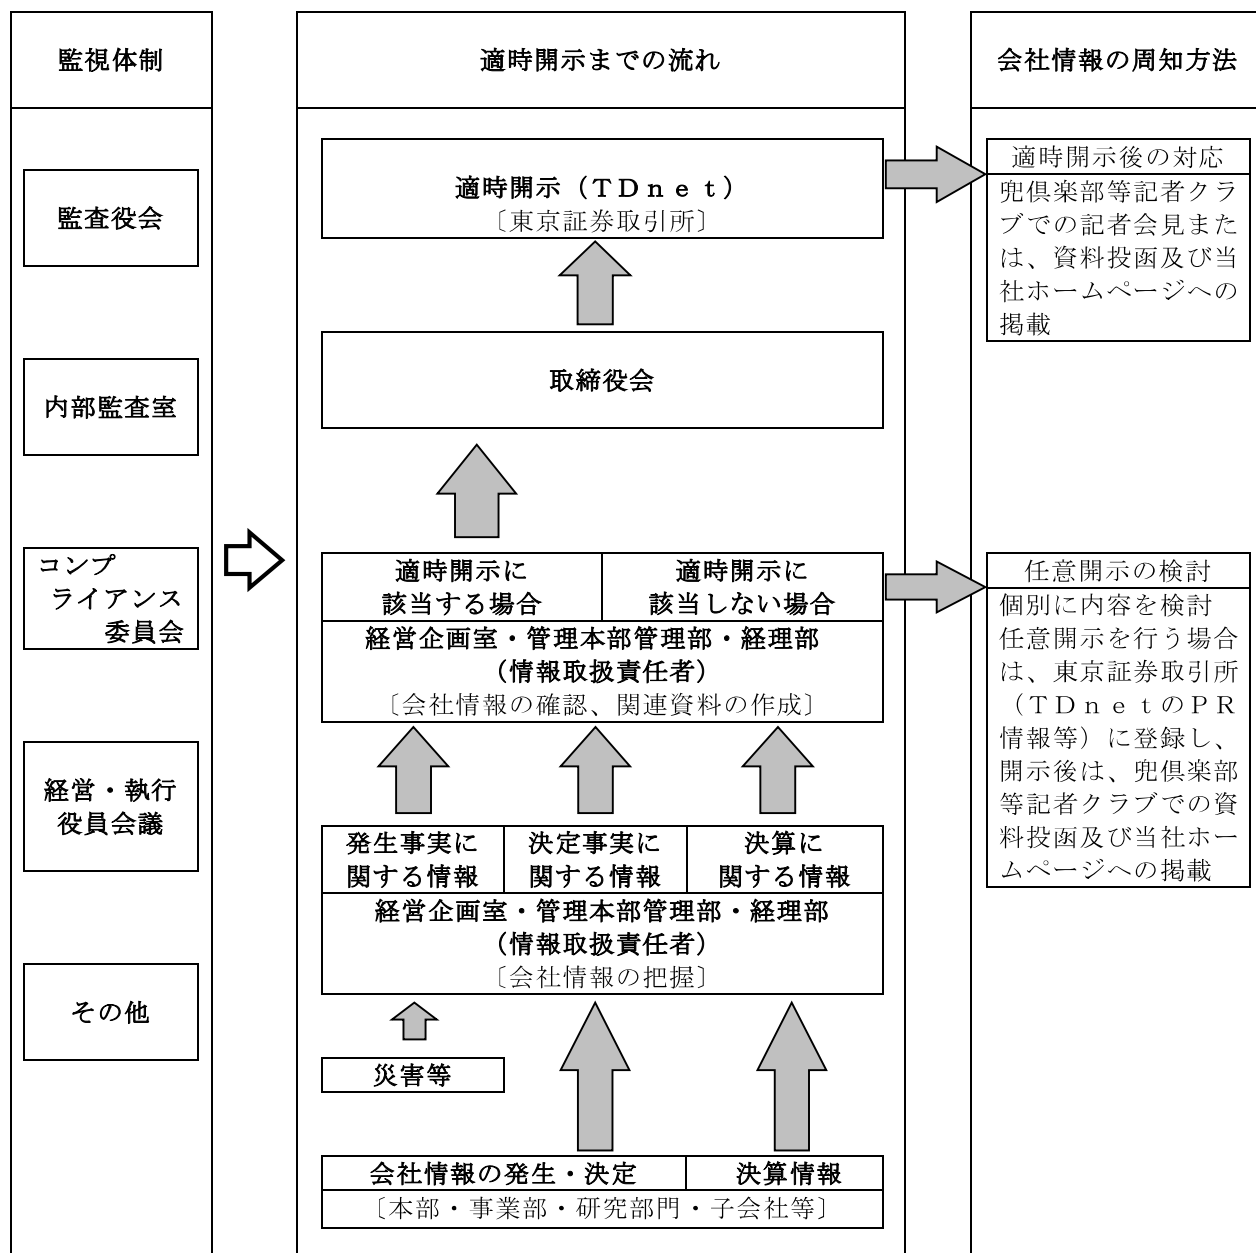 監視体制
監査役会
内部監査室
コンプ
ライアンス
委員会
経営・執行
役員会議
その他
適時開示までの流れ
適時開示（ＴＤｎｅｔ）
〔東京証券取引所〕
取締役会
適時開示に
該当する場合
適時開示に
該当しない場合
経営企画室・管理本部管理部・経理部
（情報取扱責任者）
〔会社情報の確認、関連資料の作成〕
発生事実に
関する情報
決定事実に
関する情報
決算に
関する情報
経営企画室・管理本部管理部・経理部
（情報取扱責任者）
〔会社情報の把握〕
災害等
会社情報の発生・決定
決算情報
〔本部・事業部・研究部門・子会社等〕
会社情報の周知方法
適時開示後の対応
兜倶楽部等記者クラ
ブでの記者会見また
は、資料投函及び当
社ホームページへの
掲載
任意開示の検討
個別に内容を検討
任意開示を行う場合
は、東京証券取引所
（ＴＤｎｅｔのＰＲ
情報等）に登録し、
開示後は、兜倶楽部
等記者クラブでの資
料投函及び当社ホー
ムページへの掲載